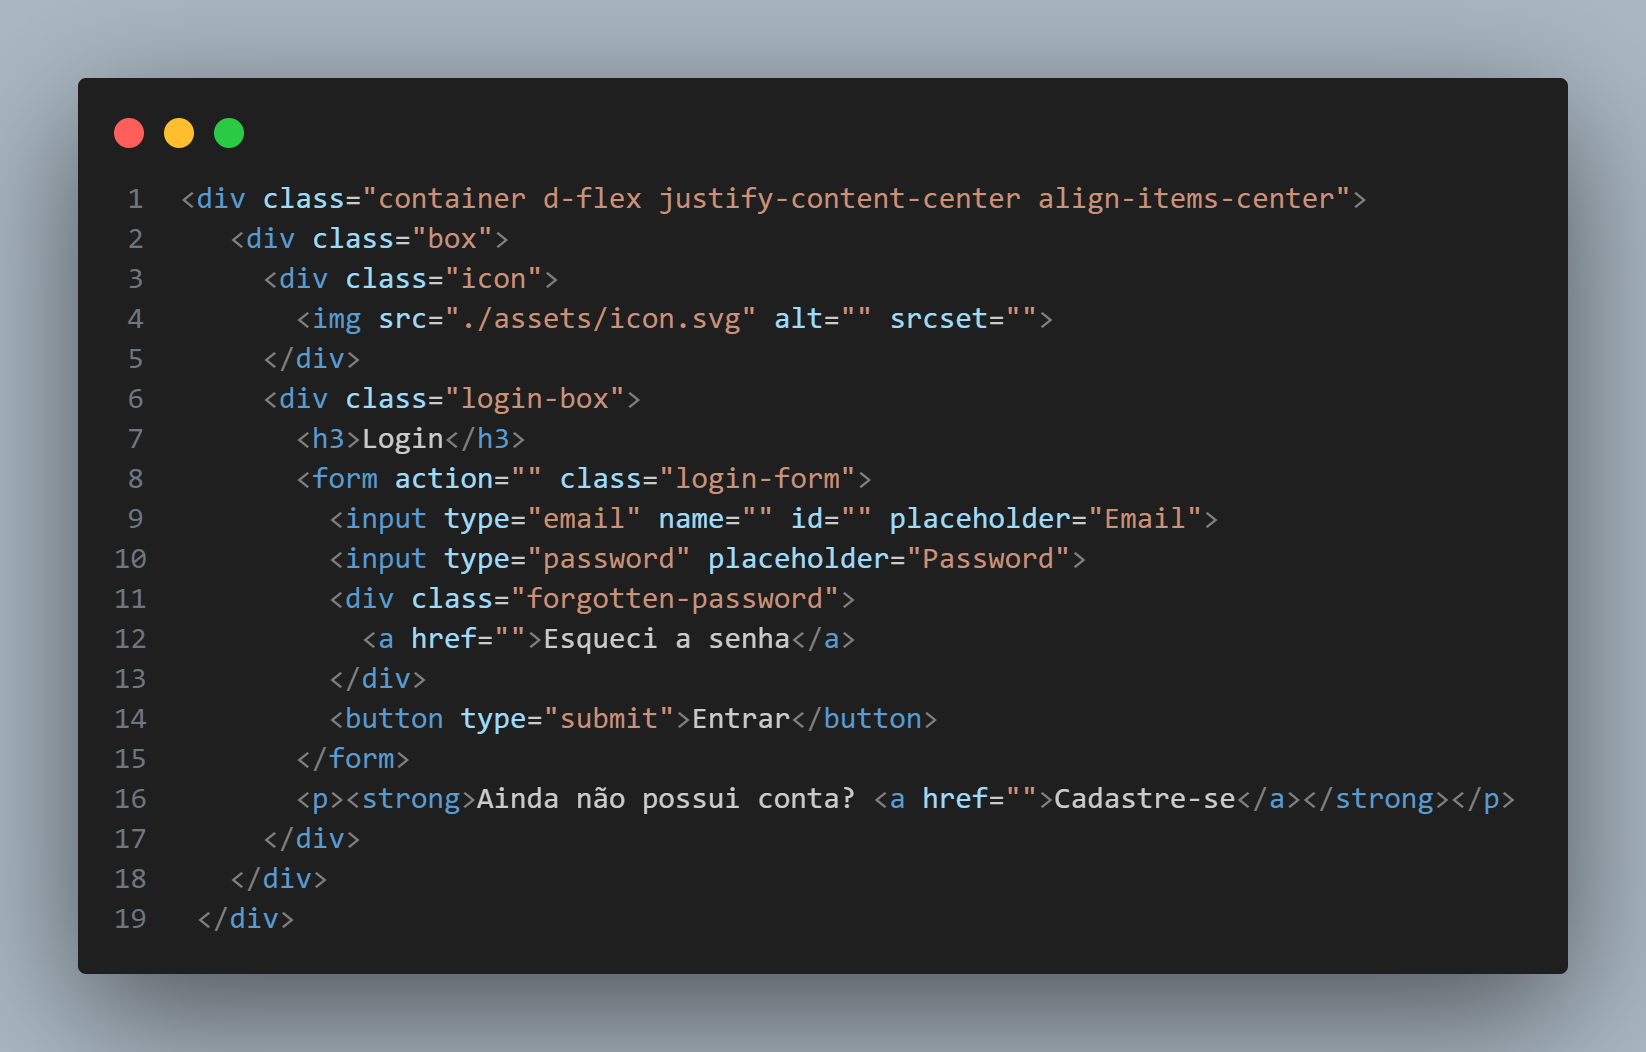 1 <div class="container d-flex justify-content-center align-items-center">
2 <div class="box">
3 <div class="icon">
4 <img src="./assets/icon.svg" alt="" srcset="">
5 </div>
6 <div class="login-box">
7 <h3>Login</h3>
8 <form action="" class="login-form">
9 <input type="email" name="" id="" placeholder="Email">
10 <input type="password" placeholder="Password">
11 <div class="forgotten-password">
12 <a href="">Esqueci a senha</a>
13 </div>
14 <button type="submit">Entrar</button>
15 </form>
16 <p><strong>Ainda não possui conta? <a href="">Cadastre-se</a></strong></p>
17 </div>
18 </div>
19 </div>